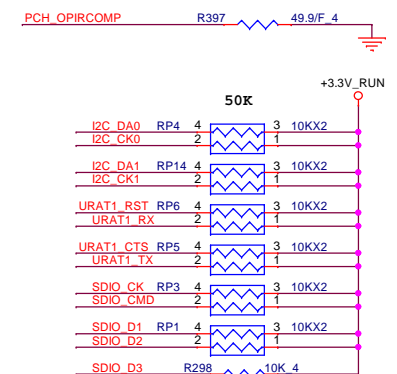 PCH_OPIRCOMP R397 49.9/F_4
+3.3V_RUN
50K
I2C_DA0 RP4 4 3 10KX2
I2C_CK0 2 1
I2C_DA1 RP14 4 3 10KX2
I2C_CK1 2 1
URAT1_RST RP6 4 3 10KX2
URAT1_RX 2 1
URAT1_CTS RP5 4 3 10KX2
URAT1_TX 2 1
SDIO_CK RP3 4 3 10KX2
SDIO_CMD 2 1
SDIO_D1 RP1 4 3 10KX2
SDIO_D2 2 1
SDIO_D3 R298 10K_4